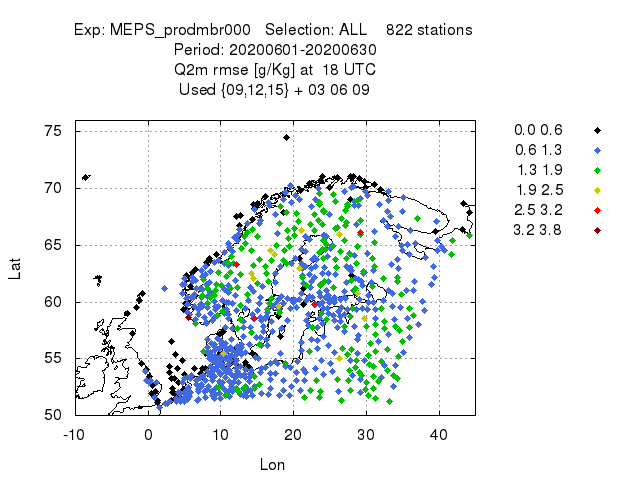 Exp: MEPS_prodmbr000   Selection: ALL    822 stations
Period: 20200601-20200630
Q2m rmse [g/Kg] at  18 UTC
Used {09,12,15} + 03 06 09
0.0 0.6
0.6 1.3
1.3 1.9
1.9 2.5
2.5 3.2
3.2 3.8
75
70
65
60
55
50
Lat
-10 0 10 20 30 40
Lon